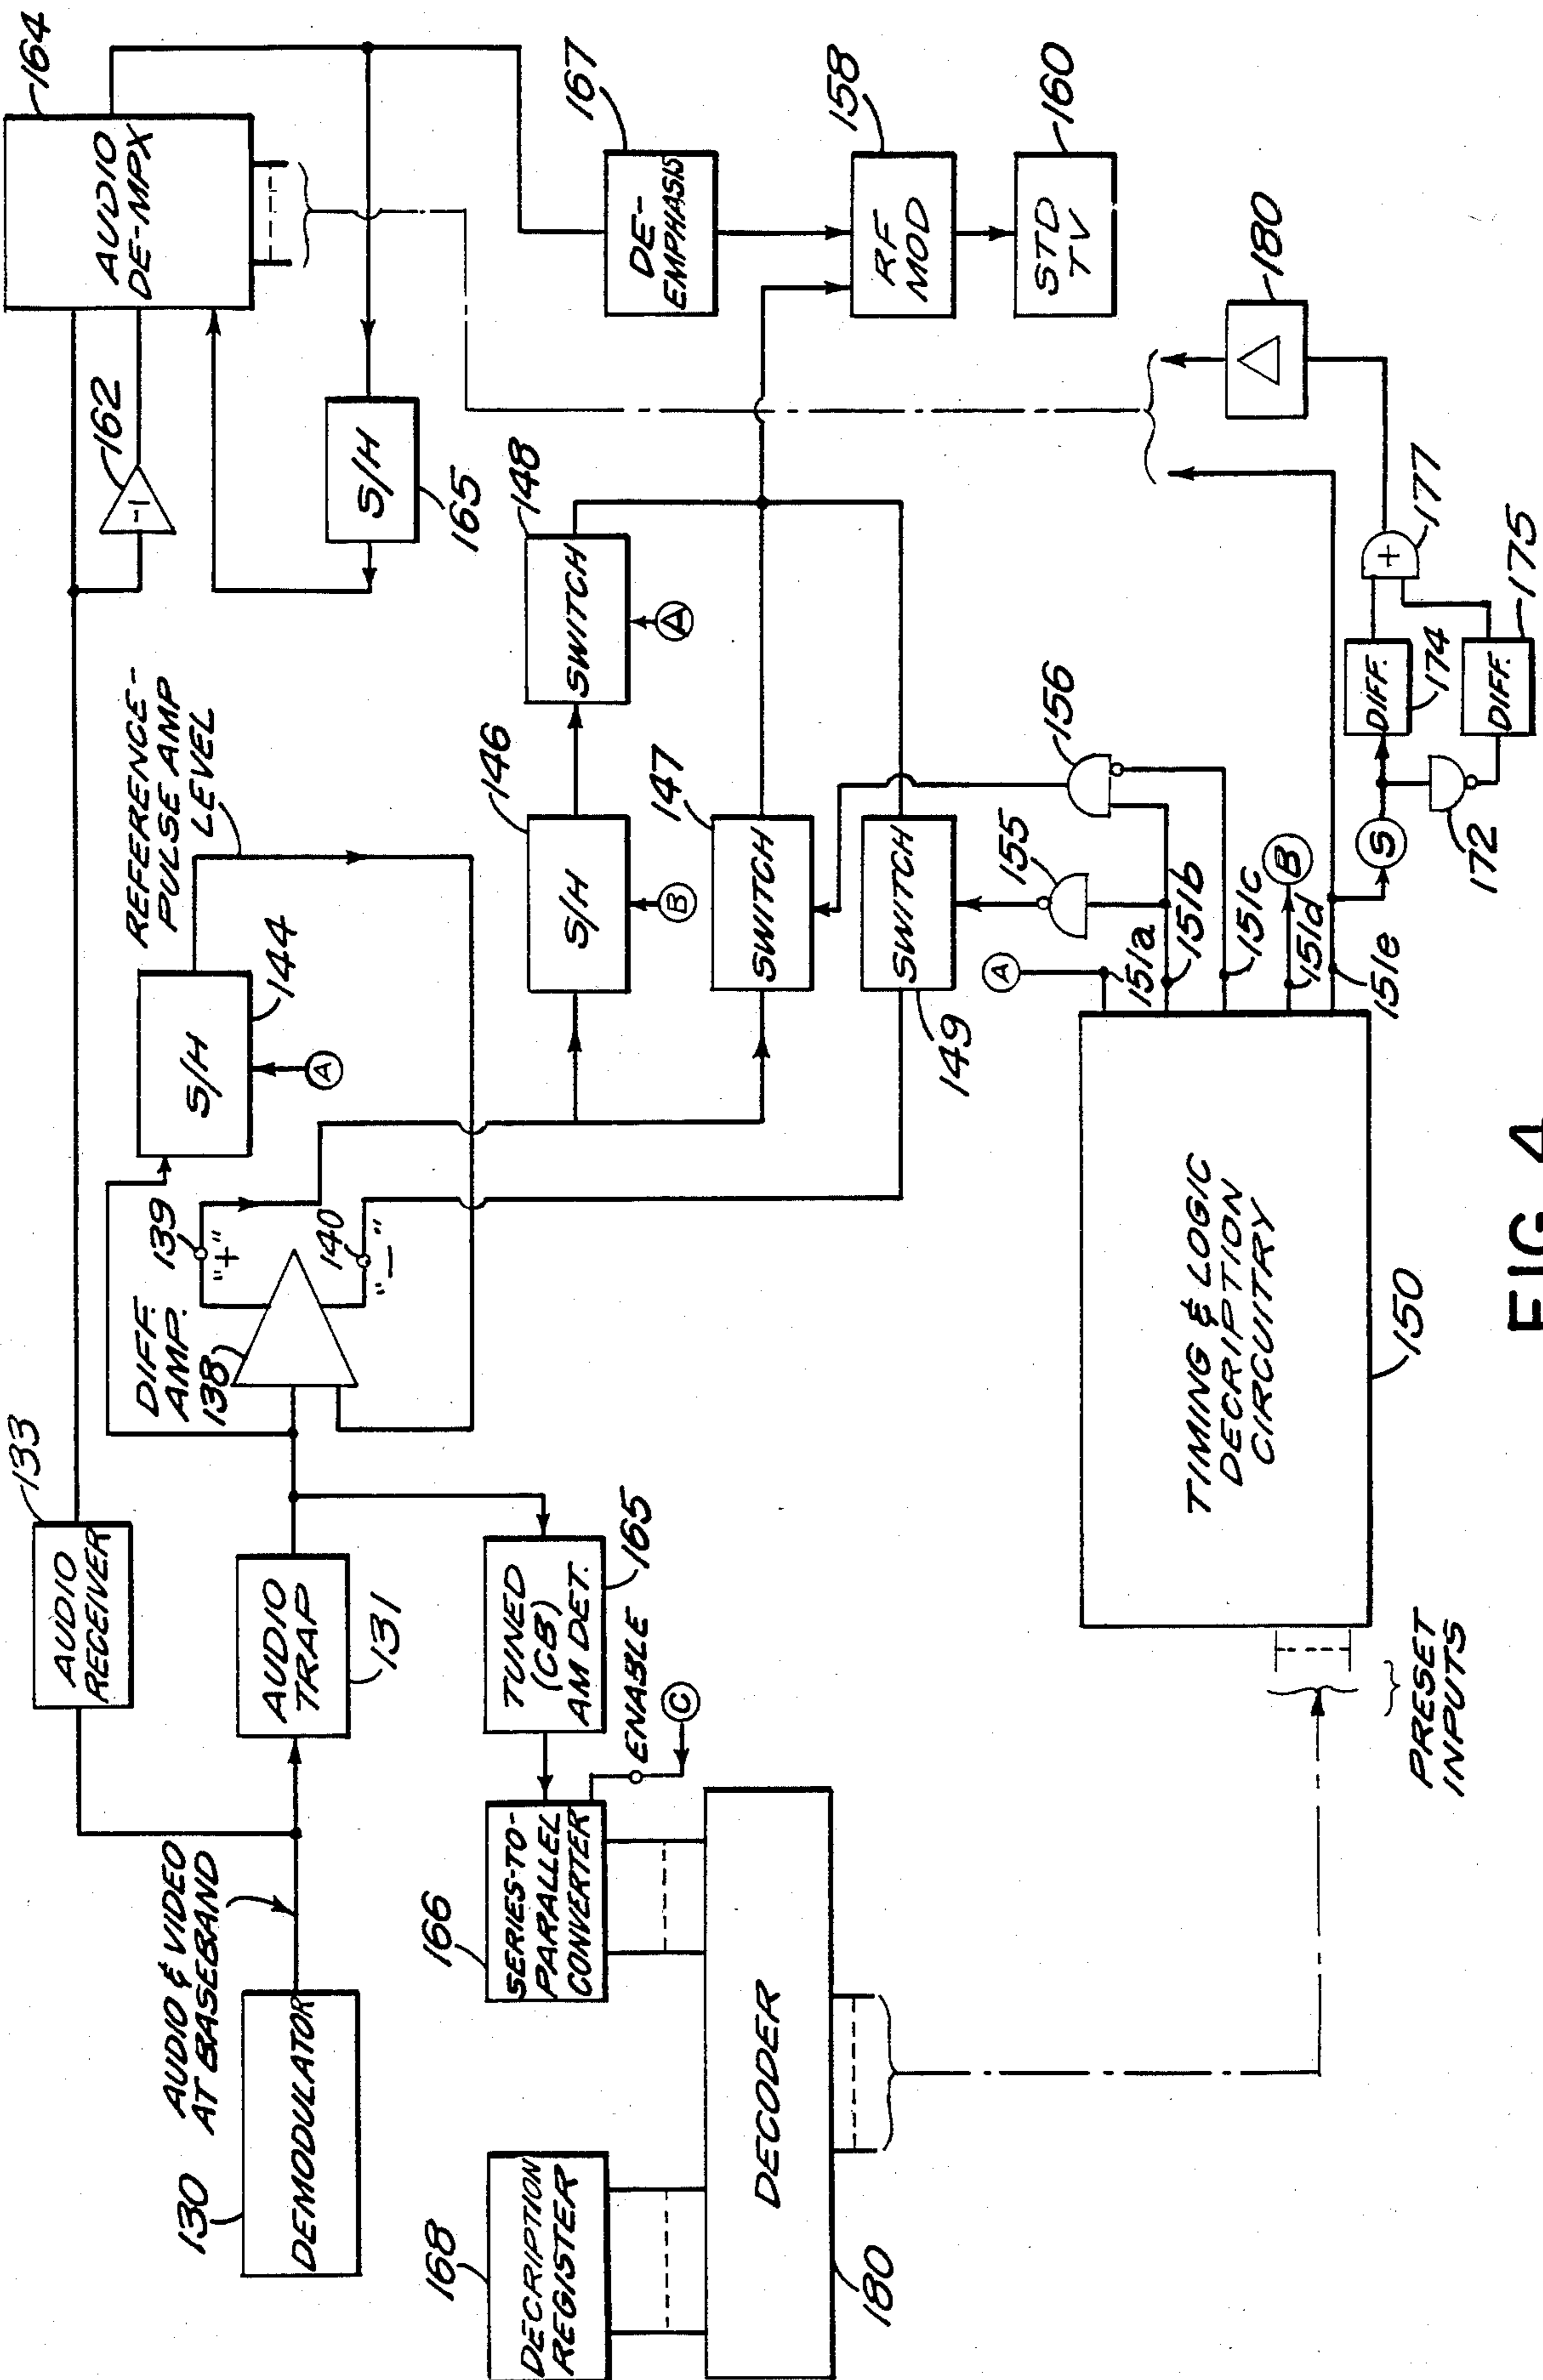 130
DEMODULATOR
AUDIO & VIDEO
AT BASEBAND
133
AUDIO
RECEIVER
AUDIO
TRAP
131
DIFF.
AMP.
138
139
"+"
140
"—"
S/H
144
A
REFERENCE-
PULSE AMP
LEVEL
-1
162
AUDIO
DE-MPX
164
S/H
165
168
DECRIPTION
REGISTER
166
SERIES-TO-
PARALLEL
CONVERTER
ENABLE
C
TUNED
(CB)
AM DET.
165
DECODER
180
146
S/H
B
148
SWITCH
A
147
SWITCH
SWITCH
149
DE-
EMPHASIS
167
RF
MOD
158
STD
TV
160
155
156
A
151a
151b
151c
B
151d
151e
TIMING & LOGIC
DECRIPTION
CIRCUITRY
150
PRESET
INPUTS
S
172
DIFF.
174
DIFF.
175
+
177
180
FIG. 4